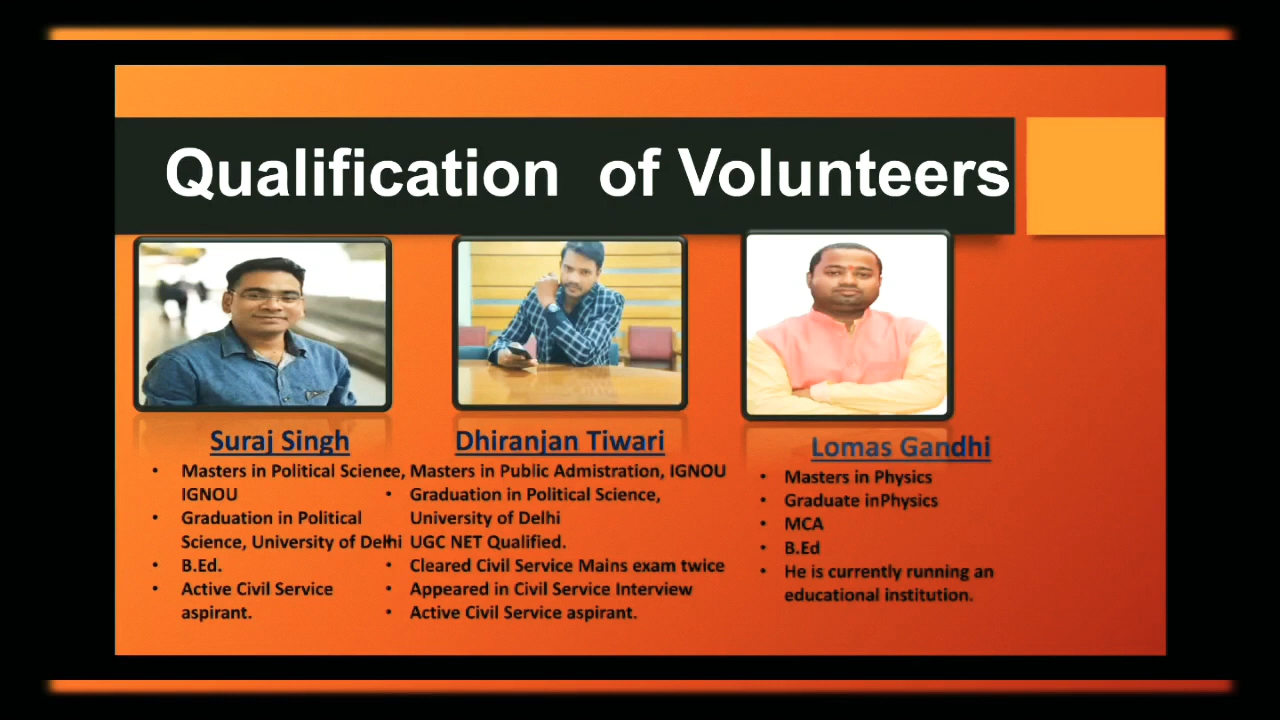 Qualification of Volunteers
Suraj Singh
• Masters in Political Science,
IGNOU
• Graduation in Political
Science, University of Delhi
• B.Ed.
• Active Civil Service
aspirant.
Dhiranjan Tiwari
• Masters in Public Admistration, IGNOU
• Graduation in Political Science,
University of Delhi
• UGC NET Qualified.
• Cleared Civil Service Mains exam twice
• Appeared in Civil Service Interview
• Active Civil Service aspirant.
Lomas Gandhi
• Masters in Physics
• Graduate inPhysics
• MCA
• B.Ed
• He is currently running an
educational institution.